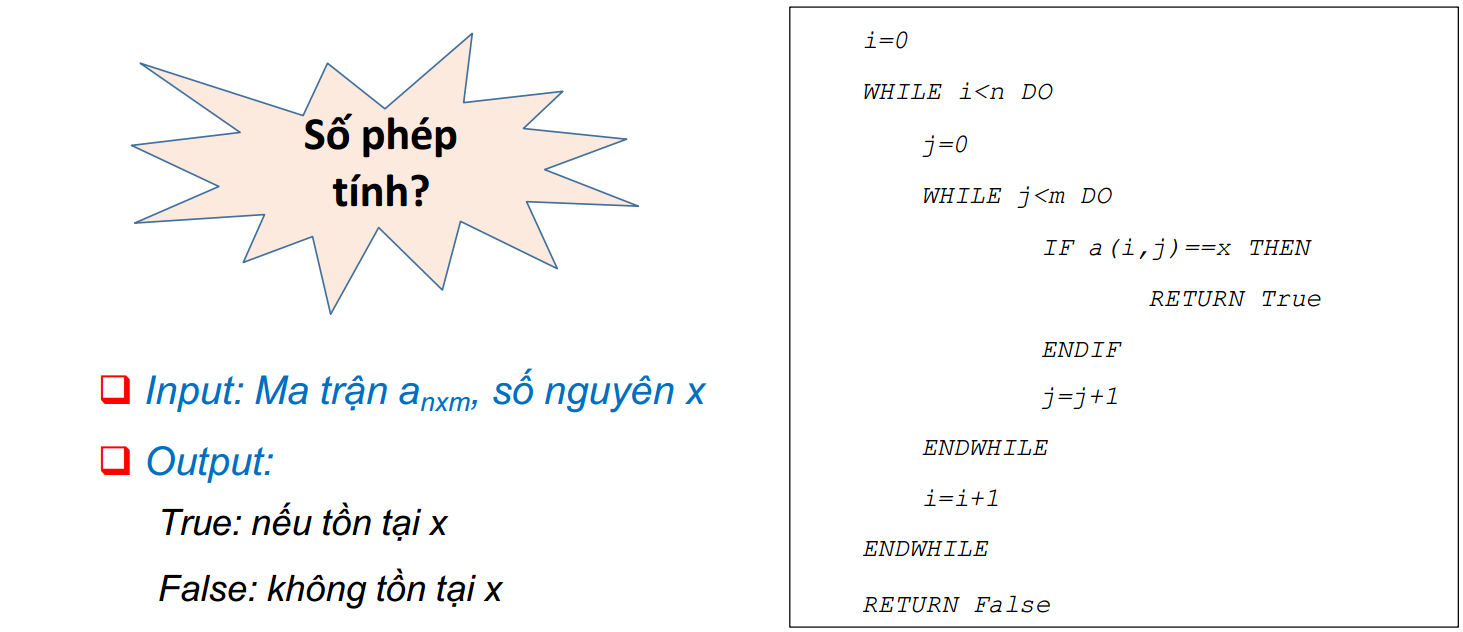 Số phép
tính?
❑ Input: Ma trận anxm, số nguyên x
❑ Output:
True: nếu tồn tại x
False: không tồn tại x
i=0
WHILE i<n DO
j=0
WHILE j<m DO
IF a(i,j)==x THEN
RETURN True
ENDIF
j=j+1
ENDWHILE
i=i+1
ENDWHILE
RETURN False